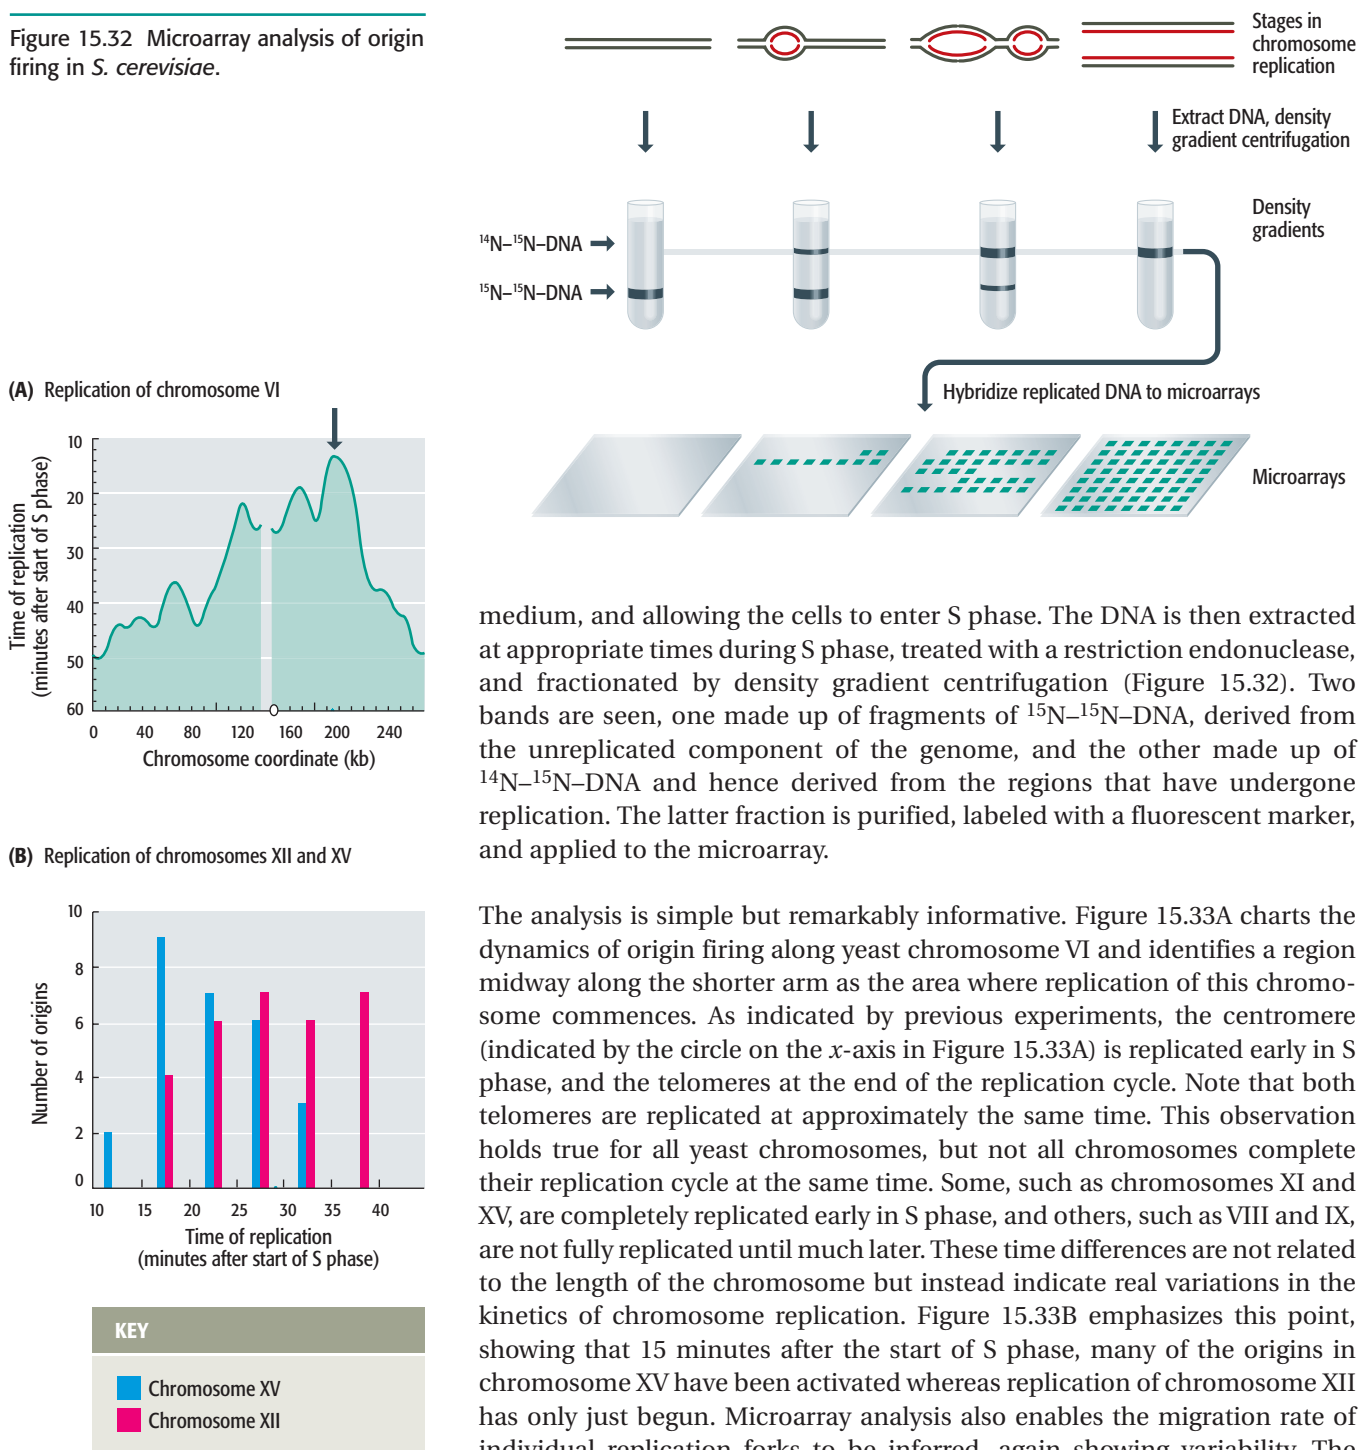 Figure 15.32 Microarray analysis of origin
firing in S. cerevisiae.
Stages in
chromosome
replication
Extract DNA, density
gradient centrifugation
Density
gradients
¹⁴N–¹⁵N–DNA
¹⁵N–¹⁵N–DNA
Hybridize replicated DNA to microarrays
Microarrays
(A) Replication of chromosome VI
Time of replication
(minutes after start of S phase)
10
20
30
40
50
60
0 40 80 120 160 200 240
Chromosome coordinate (kb)
(B) Replication of chromosomes XII and XV
Number of origins
10
8
6
4
2
0
10 15 20 25 30 35 40
Time of replication
(minutes after start of S phase)
KEY
Chromosome XV
Chromosome XII
medium, and allowing the cells to enter S phase. The DNA is then extracted
at appropriate times during S phase, treated with a restriction endonuclease,
and fractionated by density gradient centrifugation (Figure 15.32). Two
bands are seen, one made up of fragments of ¹⁵N–¹⁵N–DNA, derived from
the unreplicated component of the genome, and the other made up of
¹⁴N–¹⁵N–DNA and hence derived from the regions that have undergone
replication. The latter fraction is purified, labeled with a fluorescent marker,
and applied to the microarray.
The analysis is simple but remarkably informative. Figure 15.33A charts the
dynamics of origin firing along yeast chromosome VI and identifies a region
midway along the shorter arm as the area where replication of this chromo-
some commences. As indicated by previous experiments, the centromere
(indicated by the circle on the x-axis in Figure 15.33A) is replicated early in S
phase, and the telomeres at the end of the replication cycle. Note that both
telomeres are replicated at approximately the same time. This observation
holds true for all yeast chromosomes, but not all chromosomes complete
their replication cycle at the same time. Some, such as chromosomes XI and
XV, are completely replicated early in S phase, and others, such as VIII and IX,
are not fully replicated until much later. These time differences are not related
to the length of the chromosome but instead indicate real variations in the
kinetics of chromosome replication. Figure 15.33B emphasizes this point,
showing that 15 minutes after the start of S phase, many of the origins in
chromosome XV have been activated whereas replication of chromosome XII
has only just begun. Microarray analysis also enables the migration rate of
individual replication forks to be inferred, again showing variability. The